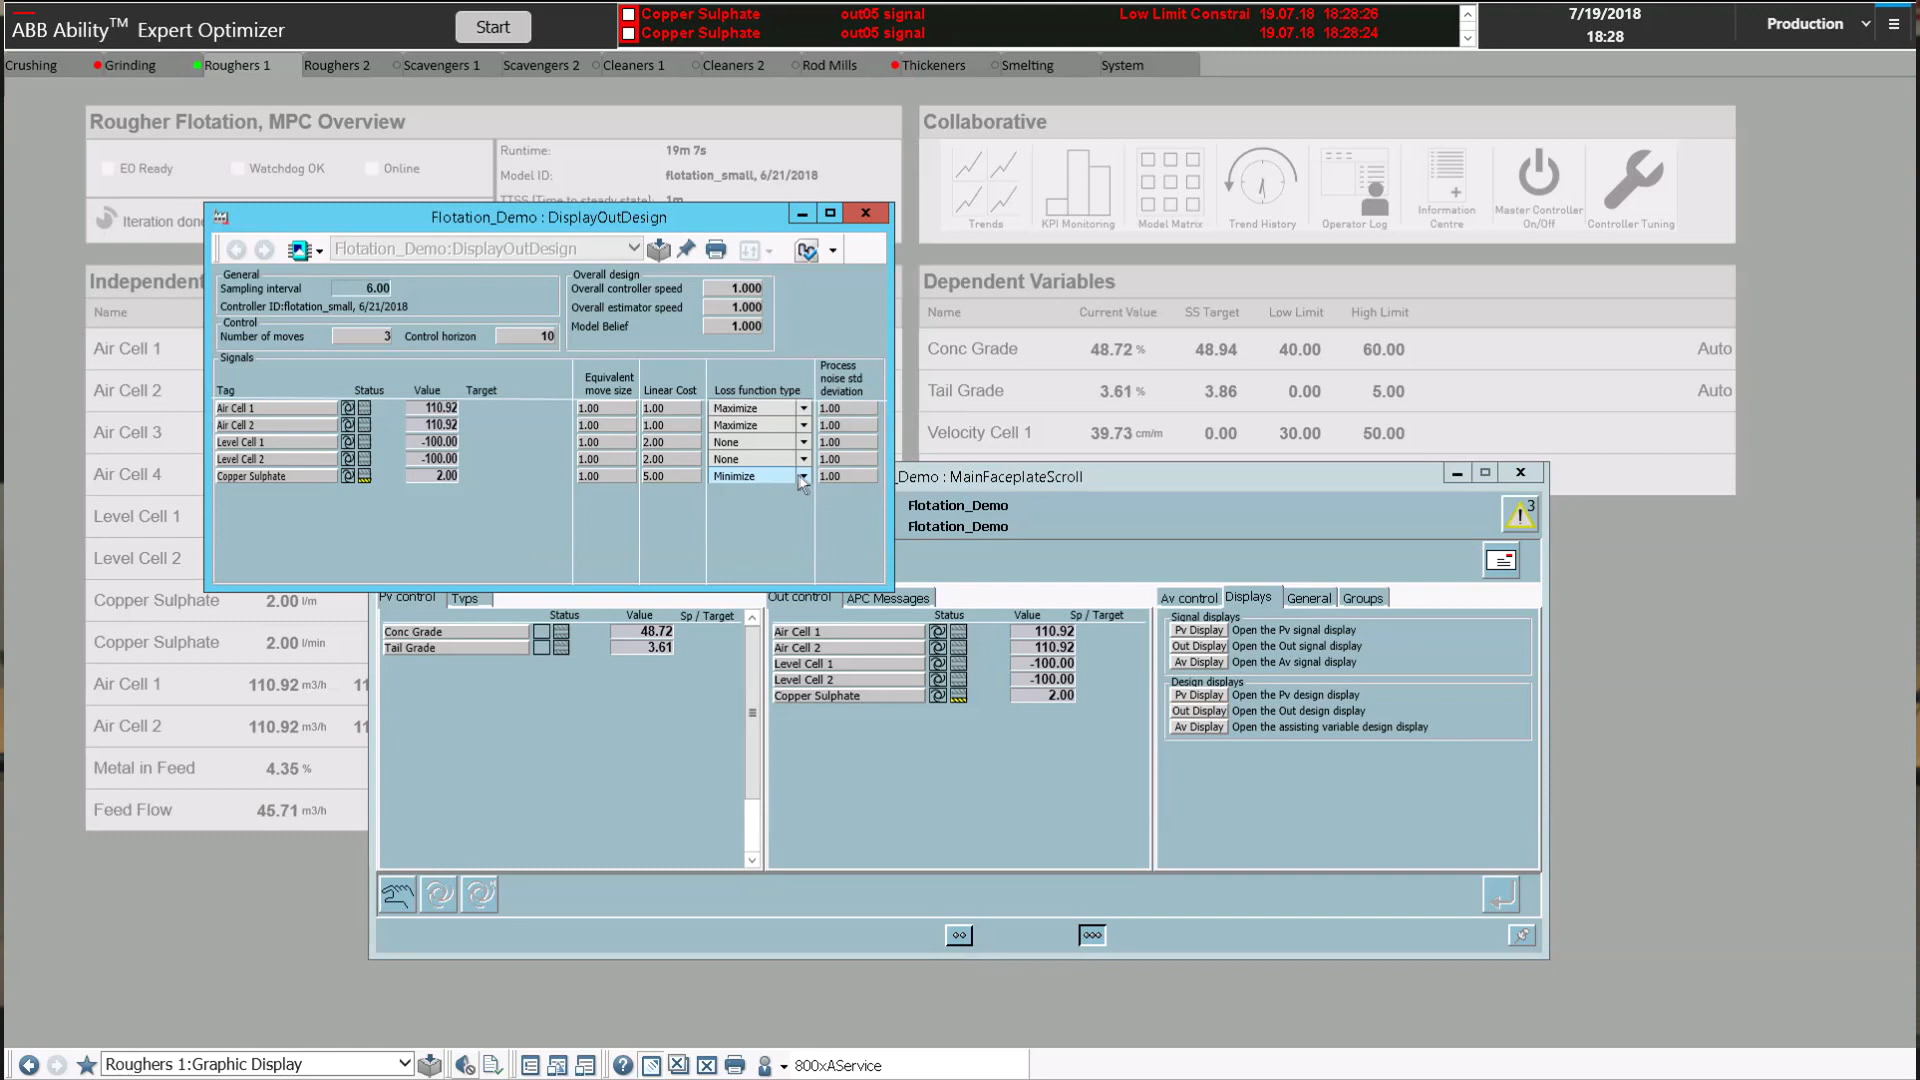 ABB Ability™ Expert Optimizer
Start
Copper Sulphate out05 signal Low Limit Constrai 19.07.18 18:28:26
Copper Sulphate out05 signal 19.07.18 18:28:24
7/19/2018
18:28
Production
Crushing Grinding Roughers 1 Roughers 2 Scavengers 1 Scavengers 2 Cleaners 1 Cleaners 2 Rod Mills Thickeners Smelting System
Rougher Flotation, MPC Overview
EO Ready Watchdog OK Online
Runtime: 19m 7s
Model ID: flotation_small, 6/21/2018
Iteration done
Collaborative
Trends
KPI Monitoring
Model Matrix
Trend History
Operator Log
Information
Centre
Master Controller
On/Off
Controller Tuning
Flotation_Demo : DisplayOutDesign
Flotation_Demo:DisplayOutDesign
General
Sampling interval 6.00
Controller ID:flotation_small, 6/21/2018
Control
Number of moves 3 Control horizon 10
Overall design
Overall controller speed 1.000
Overall estimator speed 1.000
Model Belief 1.000
Signals
Tag Status Value Target Equivalent move size Linear Cost Loss function type Process noise std deviation
Air Cell 1 110.92 1.00 1.00 Maximize 1.00
Air Cell 2 110.92 1.00 1.00 Maximize 1.00
Level Cell 1 -100.00 1.00 2.00 None 1.00
Level Cell 2 -100.00 1.00 2.00 None 1.00
Copper Sulphate 2.00 1.00 5.00 Minimize 1.00
Independent
Name
Air Cell 1
Air Cell 2
Air Cell 3
Air Cell 4
Level Cell 1
Level Cell 2
Copper Sulphate 2.00 l/m
Copper Sulphate 2.00 l/min
Air Cell 1 110.92 m3/h 11
Air Cell 2 110.92 m3/h 11
Metal in Feed 4.35 %
Feed Flow 45.71 m3/h
Dependent Variables
Name Current Value SS Target Low Limit High Limit
Conc Grade 48.72 % 48.94 40.00 60.00 Auto
Tail Grade 3.61 % 3.86 0.00 5.00 Auto
Velocity Cell 1 39.73 cm/m 0.00 30.00 50.00
_Demo : MainFaceplateScroll
Flotation_Demo
Flotation_Demo
3
Pv control Tvps
Status Value Sp / Target
Conc Grade 48.72
Tail Grade 3.61
Out control APC Messages
Status Value Sp / Target
Air Cell 1 110.92
Air Cell 2 110.92
Level Cell 1 -100.00
Level Cell 2 -100.00
Copper Sulphate 2.00
Av control Displays General Groups
Signal displays
Pv Display Open the Pv signal display
Out Display Open the Out signal display
Av Display Open the Av signal display
Design displays
Pv Display Open the Pv design display
Out Display Open the Out design display
Av Display Open the assisting variable design display
Roughers 1:Graphic Display
800xAService